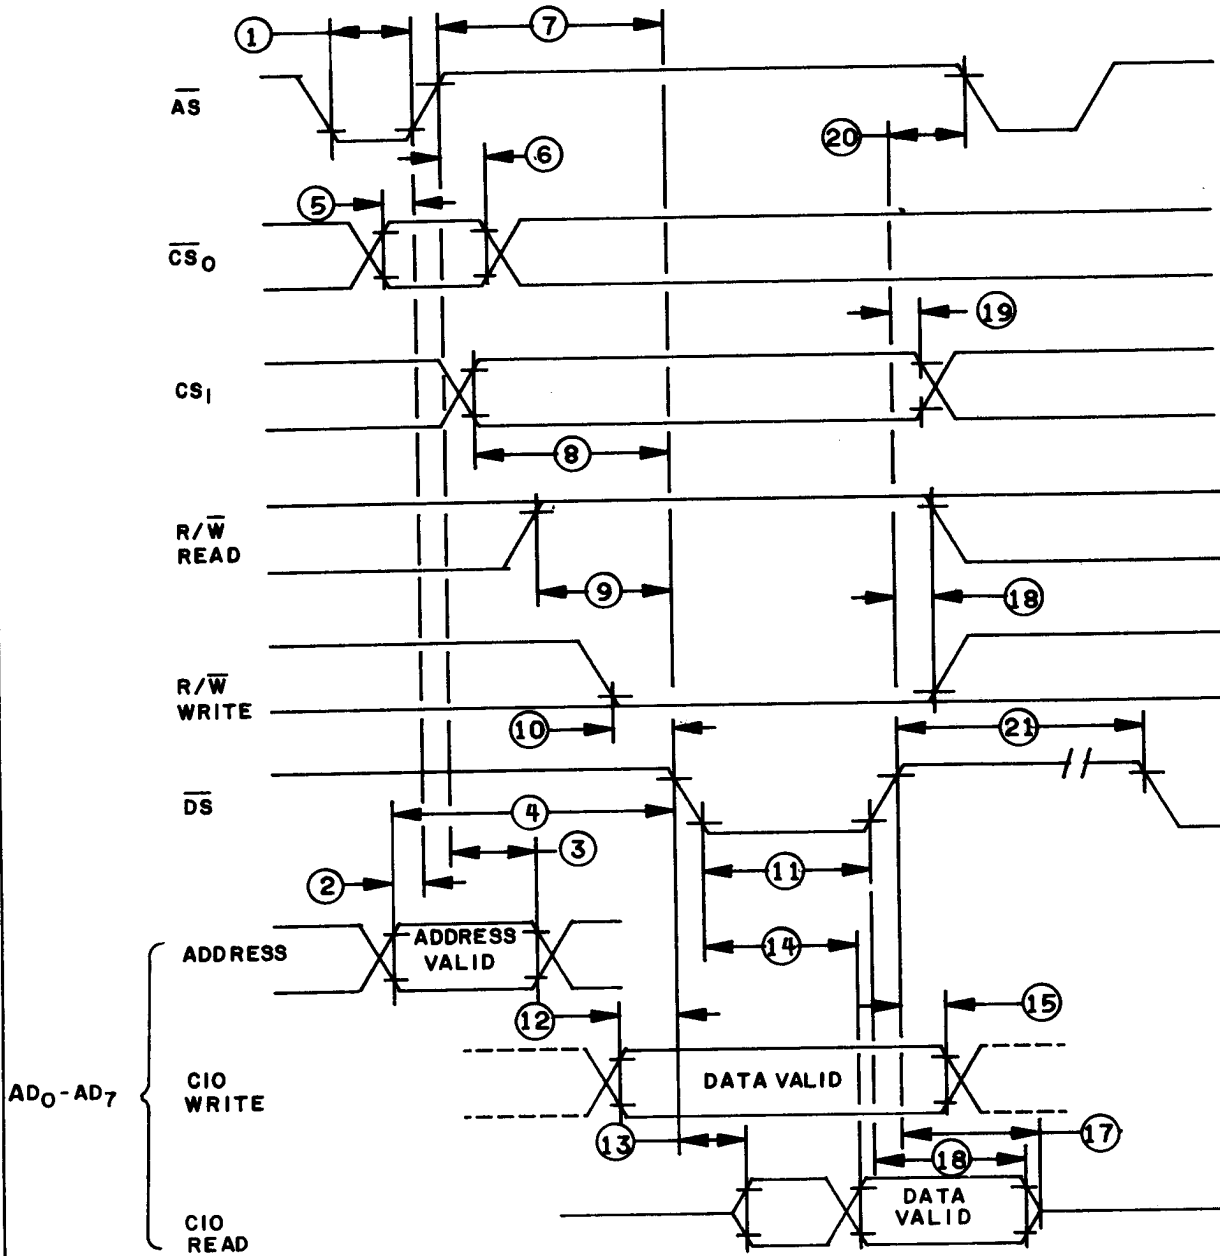 1
7
AS
20
6
5
CS0
19
CS1
8
R/W
READ
9
18
R/W
WRITE
10
21
DS
4
3
2
11
ADDRESS
ADDRESS
VALID
14
12
15
AD0-AD7
CIO
WRITE
DATA VALID
13
17
18
CIO
READ
DATA
VALID